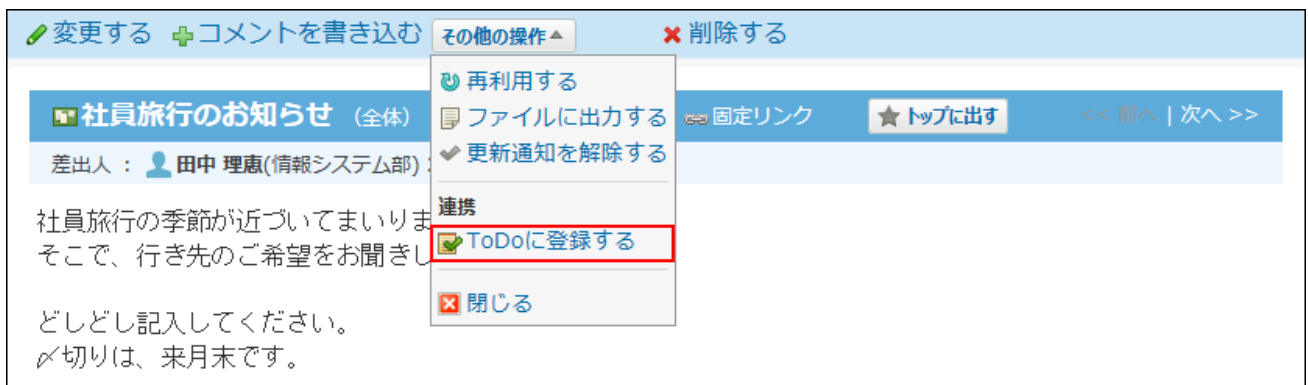 変更する コメントを書き込む その他の操作▲ 削除する
再利用する
社員旅行のお知らせ (全体) ファイルに出力する 固定リンク トップに出す << 前へ | 次へ >>
差出人 : 田中 理恵(情報システム部) 更新通知を解除する
連携
社員旅行の季節が近づいてまいりま
ToDoに登録する
そこで、行き先のご希望をお聞きし
閉じる
どしどし記入してください。
〆切りは、来月末です。